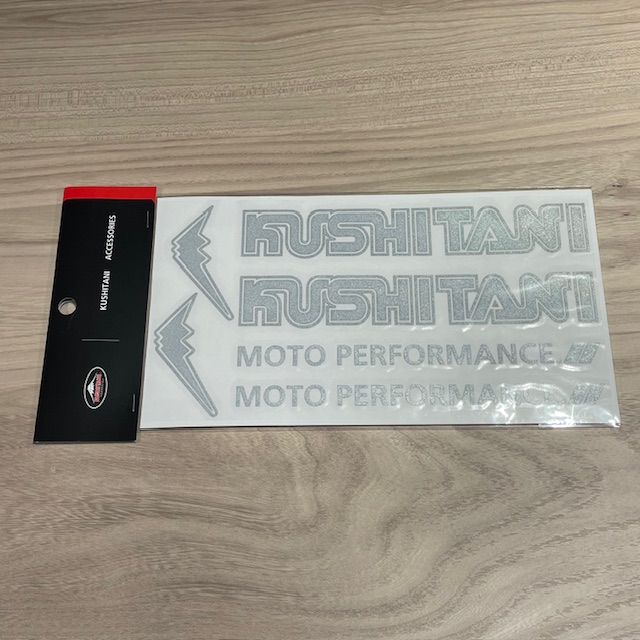 KUSHITANI ACCESSORIES
KUSHITANI
KUSHITANI
MOTO PERFORMANCE
MOTO PERFORMANCE